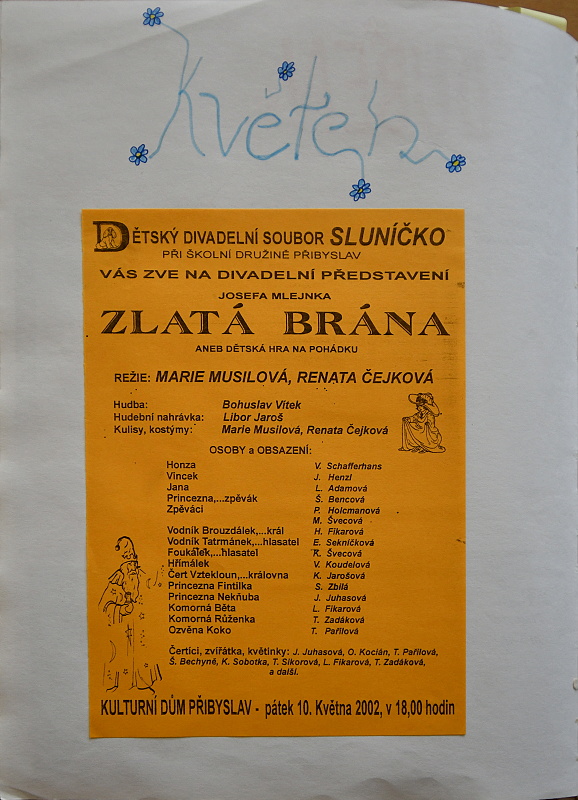 Květen
DĚTSKÝ DIVADELNÍ SOUBOR SLUNÍČKO
PŘI ŠKOLNÍ DRUŽINĚ PŘIBYSLAV
VÁS ZVE NA DIVADELNÍ PŘEDSTAVENÍ
JOSEFA MLEJNKA
ZLATÁ BRÁNA
ANEB DĚTSKÁ HRA NA POHÁDKU
REŽIE: MARIE MUSILOVÁ, RENATA ČEJKOVÁ
Hudba: Bohuslav Vítek
Hudební nahrávka: Libor Jaroš
Kulisy, kostýmy: Marie Musilová, Renata Čejková
OSOBY a OBSAZENÍ:
Honza V. Schafferhans
Vincek J. Henzl
Jana L. Adamová
Princezna,...zpěvák Š. Bencová
Zpěváci P. Holcmanová
M. Švecová
Vodník Brouzdálek,...král H. Fikarová
Vodník Tatrmánek,...hlasatel E. Sekničková
Foukálek,...hlasatel K. Švecová
Hřímálek V. Koudelová
Čert Vztekloun,...královna K. Jarošová
Princezna Fintilka S. Zbilá
Princezna Nekňuba J. Juhasová
Komorná Běta L. Fikarová
Komorná Růženka T. Zadáková
Ozvěna Koko T. Pařilová
Čertíci, zvířátka, květinky: J. Juhasová, O. Kocián, T. Pařilová,
Š. Bechyně, K. Sobotka, T. Sikorová, L. Fikarová, T. Zadáková,
a další.
KULTURNÍ DŮM PŘIBYSLAV - pátek 10. Května 2002, v 18,00 hodin